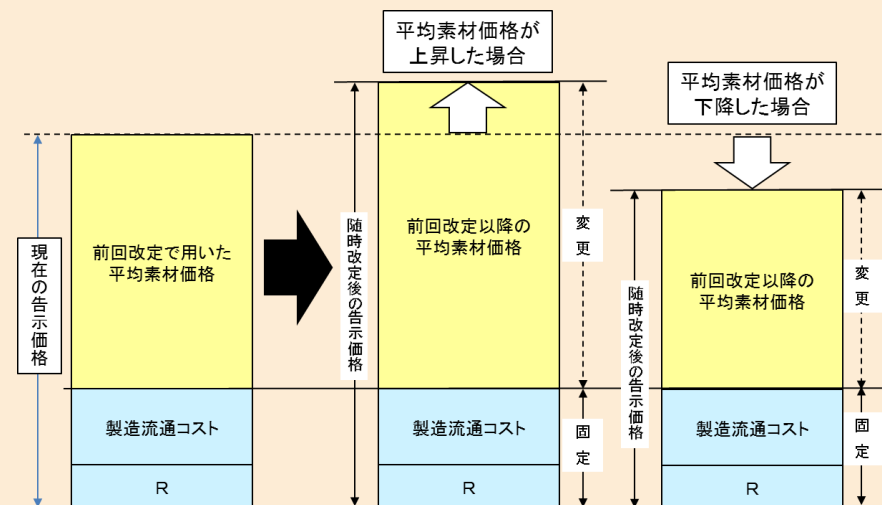 平均素材価格が
上昇した場合
平均素材価格が
下降した場合
現在の告示価格
前回改定で用いた
平均素材価格
製造流通コスト
R
随時改定後の告示価格
前回改定以降の
平均素材価格
変更
製造流通コスト
固定
R
随時改定後の告示価格
前回改定以降の
平均素材価格
変更
製造流通コスト
固定
R